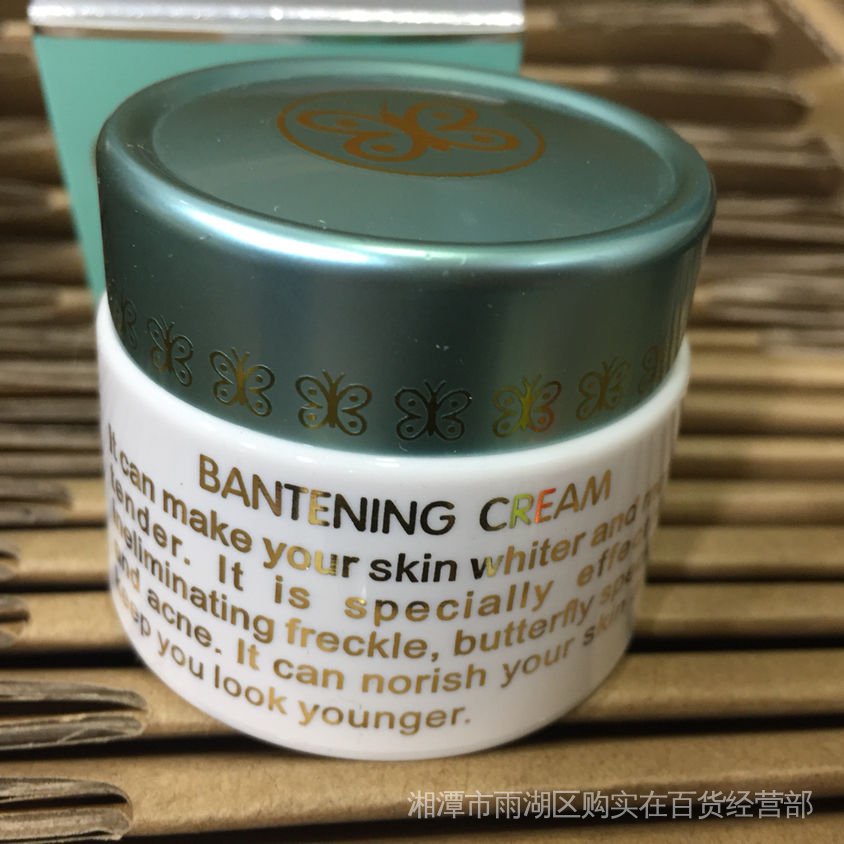 BANTENING CREAM
It can make your skin whiter and
tender. It is specially
ineliminating freckle, butterfly
and acne. It can norish your skin
keep you look younger.
湘潭市雨湖区购实在百货经营部